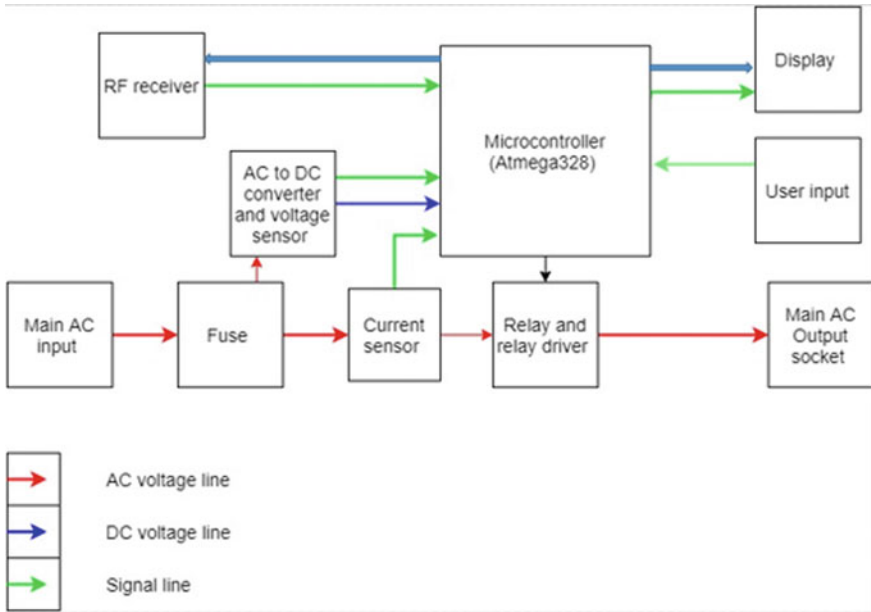 RF receiver
Microcontroller
(Atmega328)
Display
AC to DC
converter
and voltage
sensor
User input
Main AC
input
Fuse
Current
sensor
Relay and
relay driver
Main AC
Output
socket
AC voltage line
DC voltage line
Signal line